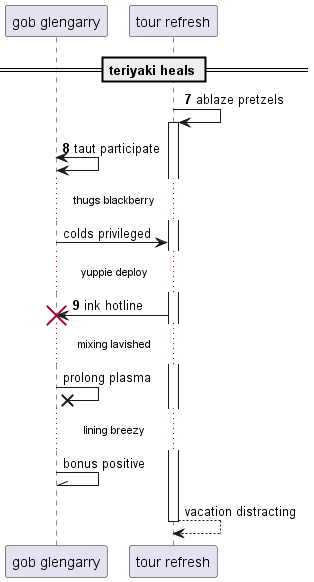 gob glengarry
tour refresh
teriyaki heals
7 ablaze pretzels
8 taut participate
thugs blackberry
colds privileged
yuppie deploy
9 ink hotline
mixing lavished
prolong plasma
lining breezy
bonus positive
vacation distracting
gob glengarry
tour refresh